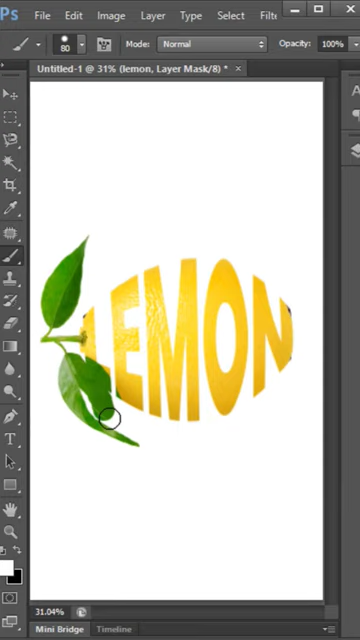 Ps File Edit Image Layer Type Select Filte
80 Mode: Normal Opacity: 100%
Untitled-1 @ 31% (lemon, Layer Mask/8) * ×
LEMON
31.04%
Mini Bridge Timeline